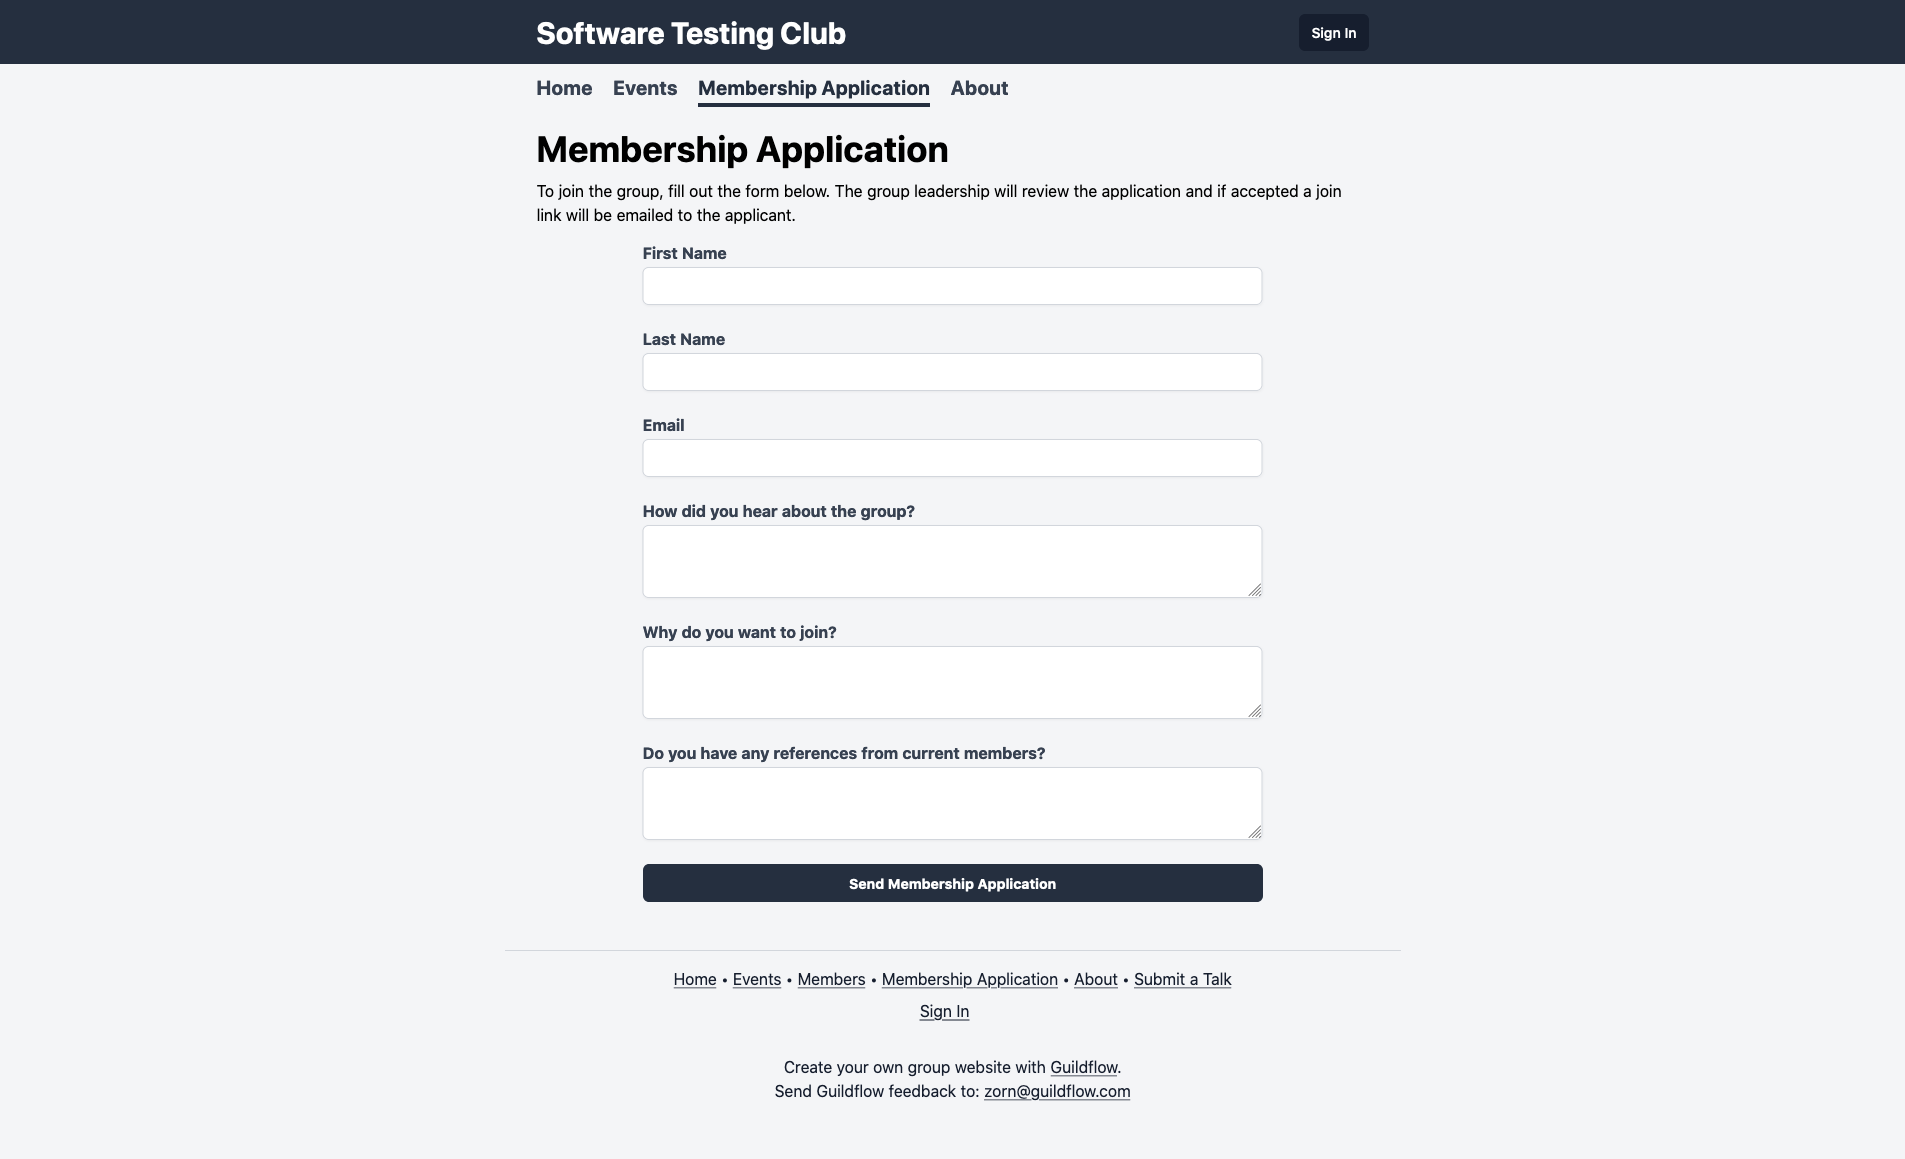 Software Testing Club
Sign In
Home Events Membership Application About
Membership Application
To join the group, fill out the form below. The group leadership will review the application and if accepted a join
link will be emailed to the applicant.
First Name
Last Name
Email
How did you hear about the group?
Why do you want to join?
Do you have any references from current members?
Send Membership Application
Home • Events • Members • Membership Application • About • Submit a Talk
Sign In
Create your own group website with Guildflow.
Send Guildflow feedback to: zorn@guildflow.com